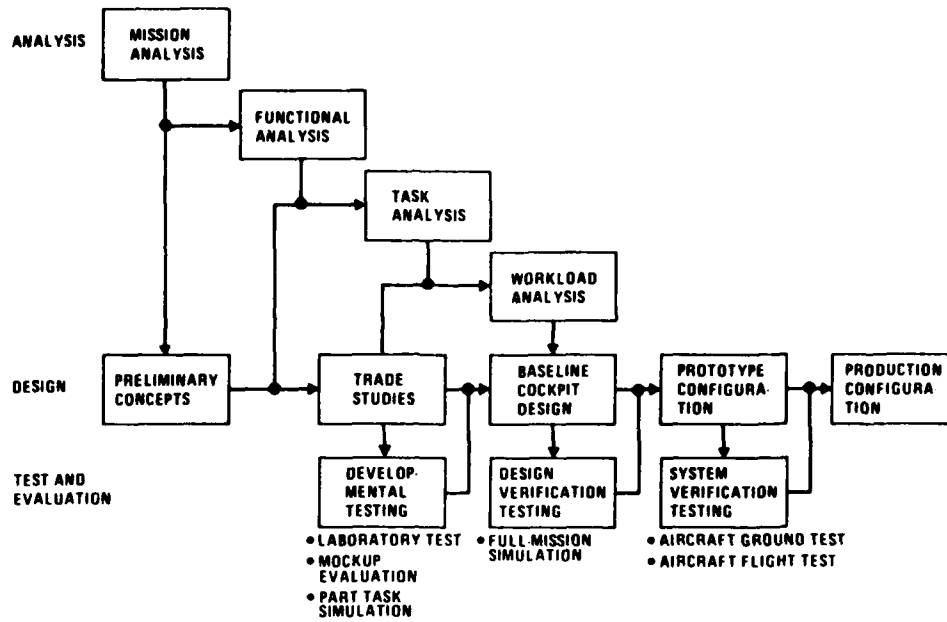 ANALYSIS
MISSION
ANALYSIS
FUNCTIONAL
ANALYSIS
TASK
ANALYSIS
WORKLOAD
ANALYSIS
DESIGN
PRELIMINARY
CONCEPTS
TRADE
STUDIES
BASELINE
COCKPIT
DESIGN
PROTOTYPE
CONFIGURA-
TION
PRODUCTION
CONFIGURA-
TION
TEST AND
EVALUATION
DEVELOP-
MENTAL
TESTING
DESIGN
VERIFICATION
TESTING
SYSTEM
VERIFICATION
TESTING
• LABORATORY TEST
• MOCKUP
EVALUATION
• PART TASK
SIMULATION
• FULL-MISSION
SIMULATION
• AIRCRAFT GROUND TEST
• AIRCRAFT FLIGHT TEST